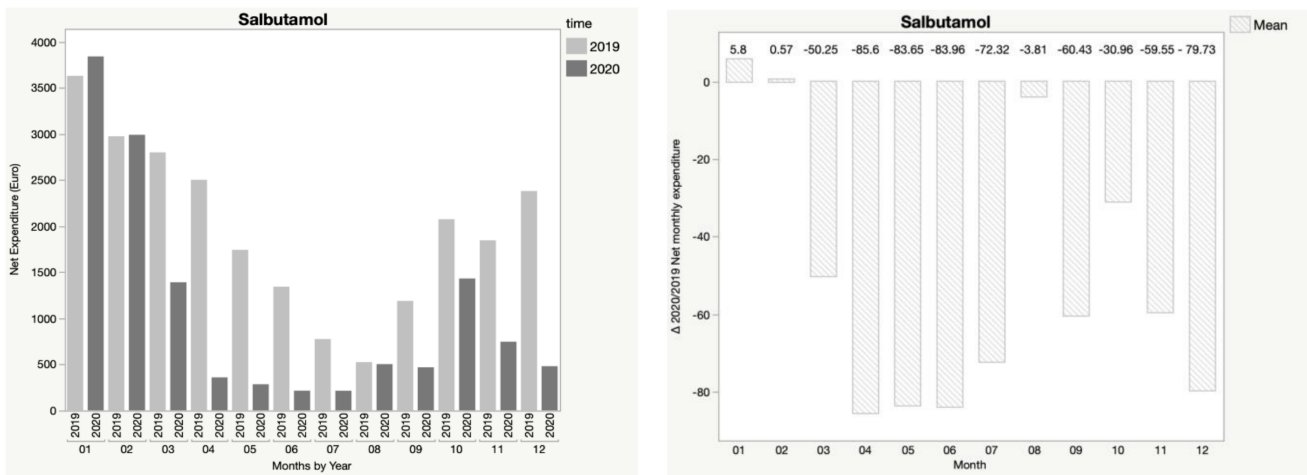 Salbutamol
time
2019
2020
Net Expenditure (Euro)
4000
3500
3000
2500
2000
1500
1000
500
0
2019 2020 2019 2020 2019 2020 2019 2020 2019 2020 2019 2020 2019 2020 2019 2020 2019 2020 2019 2020 2019 2020 2019 2020
01 02 03 04 05 06 07 08 09 10 11 12
Months by Year
Salbutamol
Mean
5.8 0.57 -50.25 -85.6 -83.65 -83.96 -72.32 -3.81 -60.43 -30.96 -59.55 - 79.73
Δ 2020/2019 Net monthly expenditure
0
-20
-40
-60
-80
01 02 03 04 05 06 07 08 09 10 11 12
Month